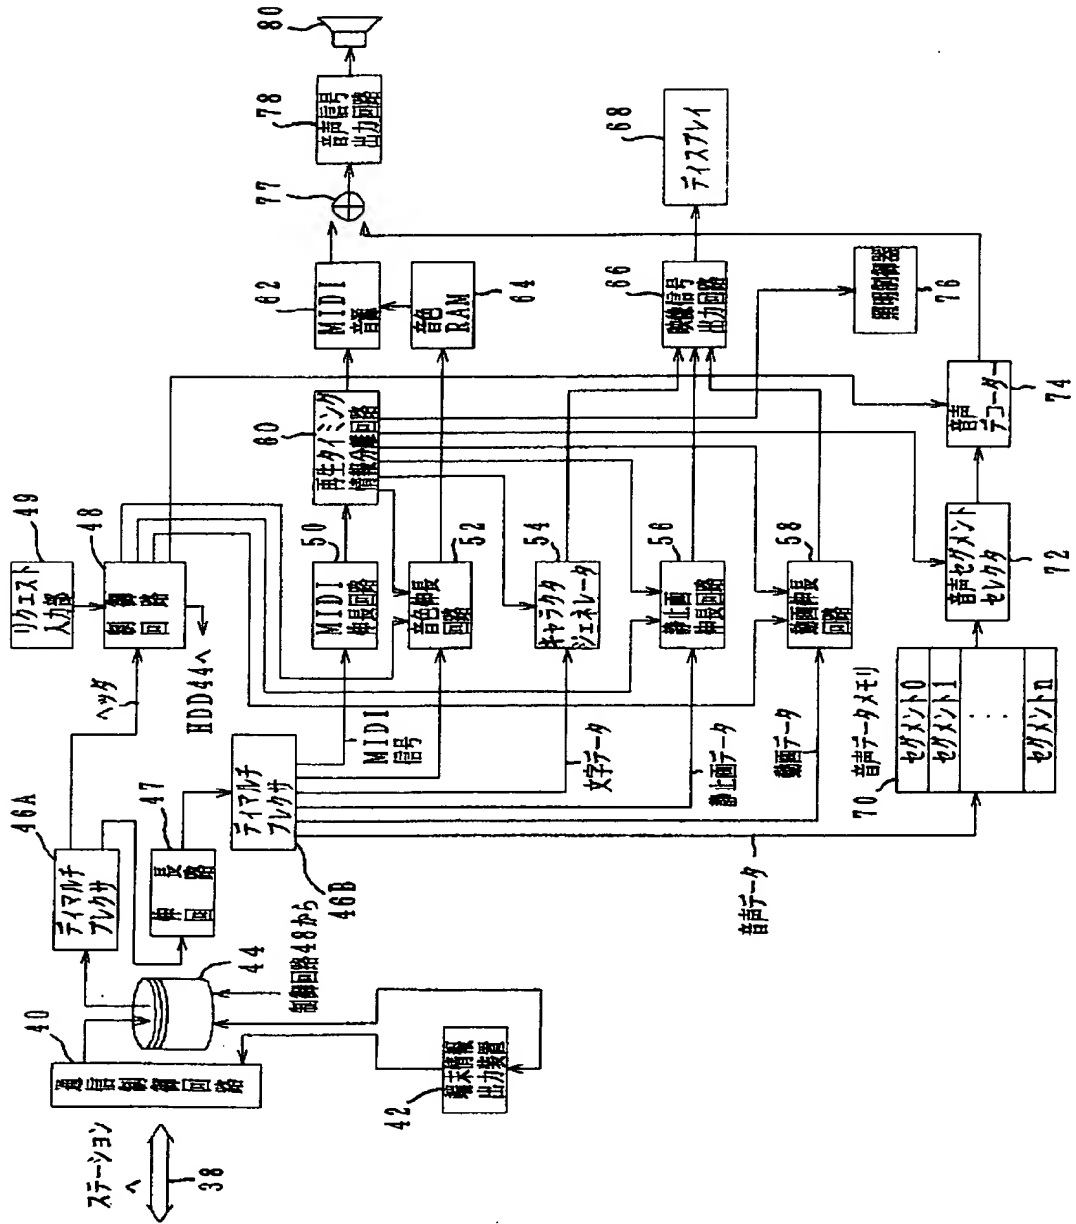 ステーション
へ
38
通信制御回路
40
44
制御回路48から
端末情報
出力装置
42
ディマルチ
プレクサ
46A
伸長
回路
47
ディマルチ
プレクサ
46B
ヘッダ
リクエスト
入力部
49
制御
回路
48
HDD44へ
MIDI
信号
文字データ
静止画データ
動画データ
音声データ
MIDI
伸長回路
50
音色伸長
回路
52
キャラクタ
ジェネレータ
54
静止画
伸長回路
56
動画伸長
回路
58
再生タイミング
情報分離回路
60
MIDI
音源
62
音色
RAM
64
映像信号
出力回路
66
ディスプレイ
68
音声データメモリ
70
セグメント0
セグメント1
・・・・
セグメントn
音声セグメント
セレクタ
72
音声
デコーダー
74
照明制御器
76
77
音声信号
出力回路
78
80